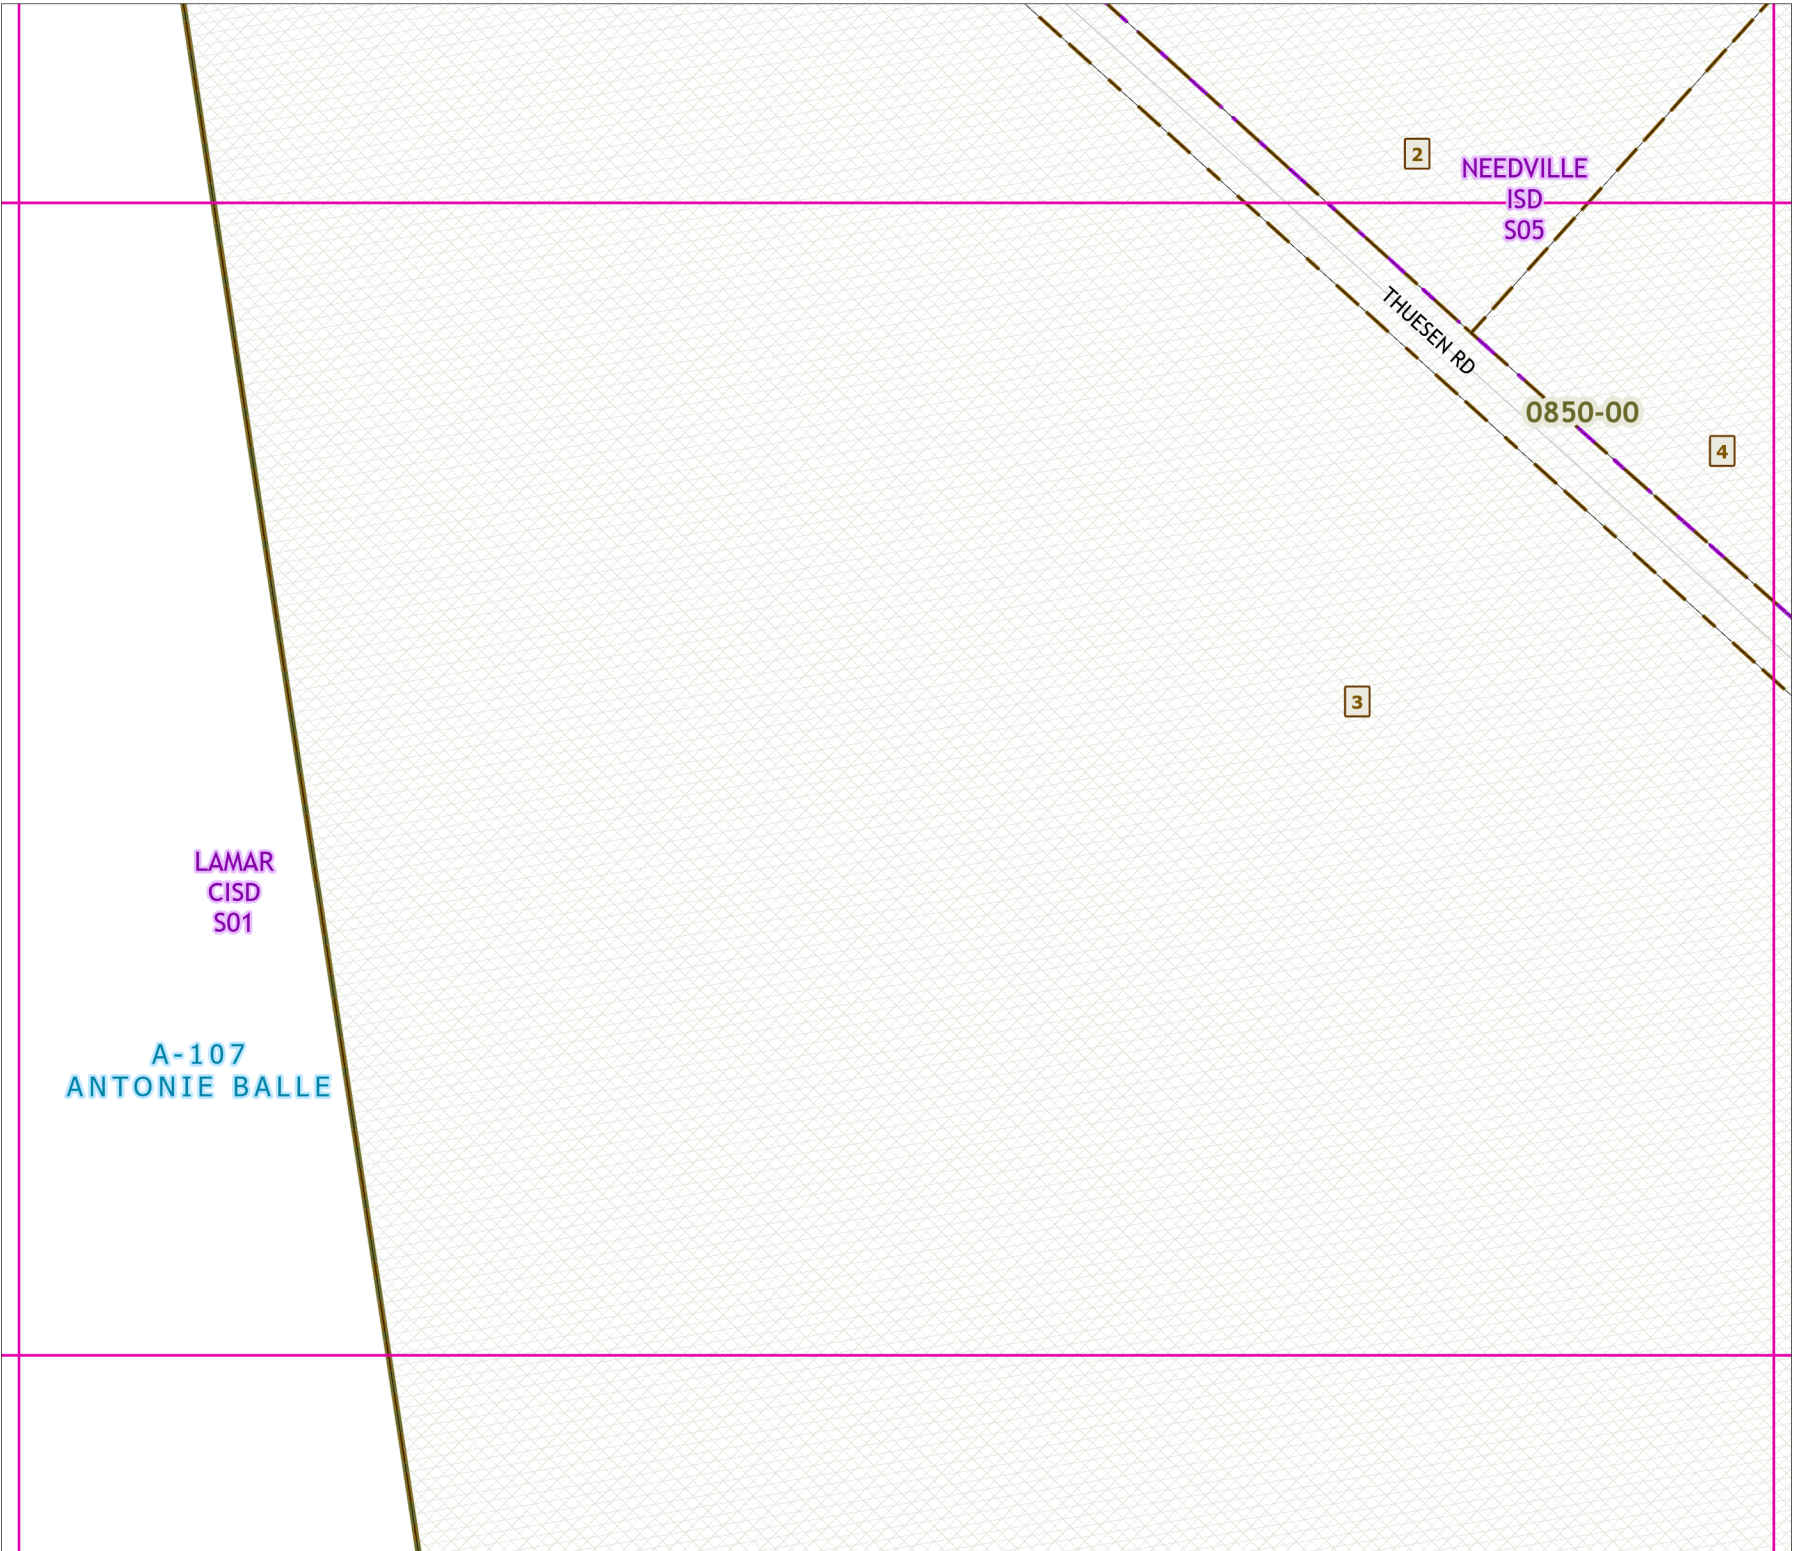 2
NEEDVILLE
ISD
S05
THUESEN RD
0850-00
4
3
LAMAR
CISD
S01
A-107
ANTONIE BALLE